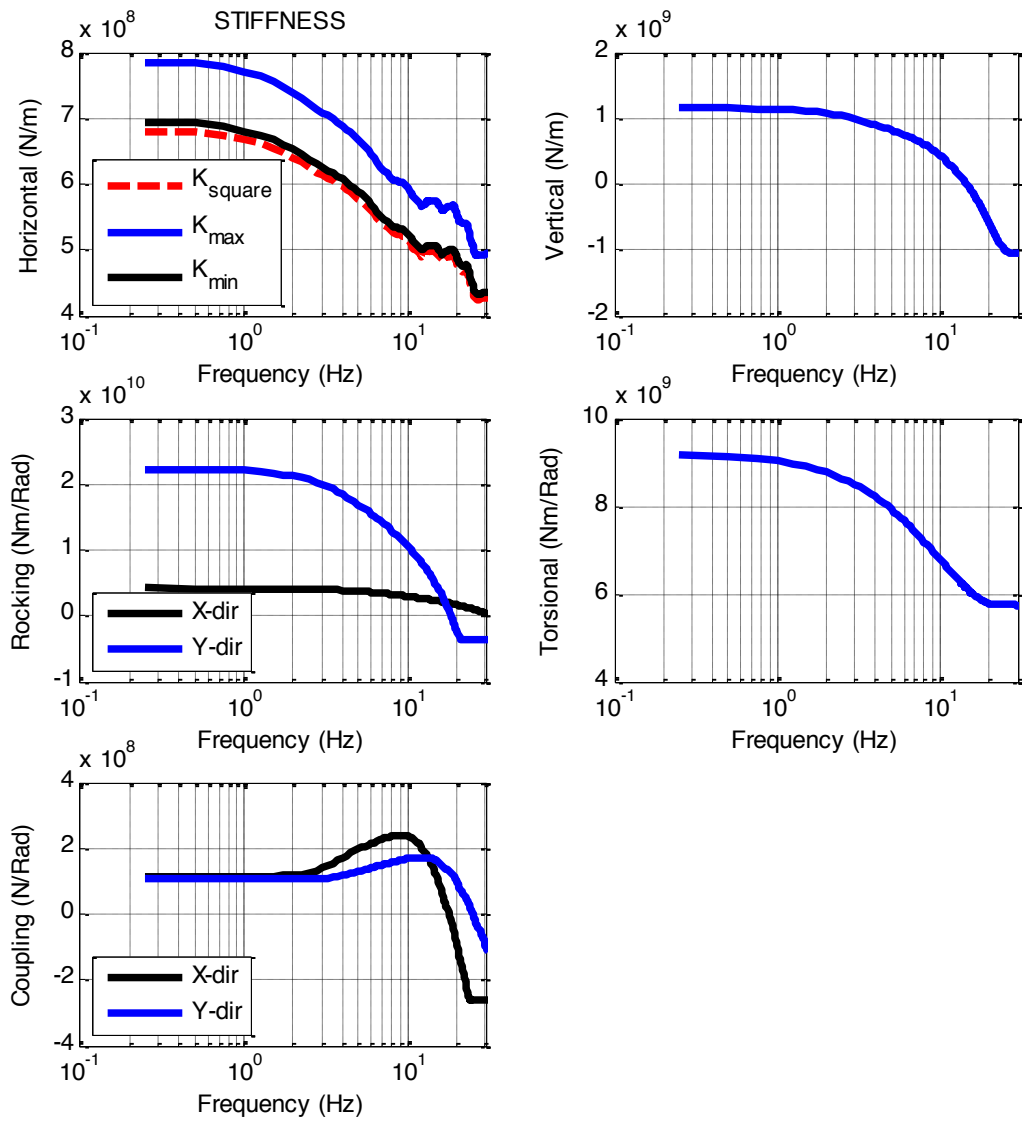 STIFFNESS
x 10^8
8
7
6
5
4
Horizontal (N/m)
K_square
K_max
K_min
10^-1
10^0
10^1
Frequency (Hz)
x 10^9
2
1
0
-1
-2
Vertical (N/m)
10^-1
10^0
10^1
Frequency (Hz)
x 10^10
3
2
1
0
-1
Rocking (Nm/Rad)
X-dir
Y-dir
10^-1
10^0
10^1
Frequency (Hz)
x 10^9
10
8
6
4
Torsional (Nm/Rad)
10^-1
10^0
10^1
Frequency (Hz)
x 10^8
4
2
0
-2
-4
Coupling (N/Rad)
X-dir
Y-dir
10^-1
10^0
10^1
Frequency (Hz)